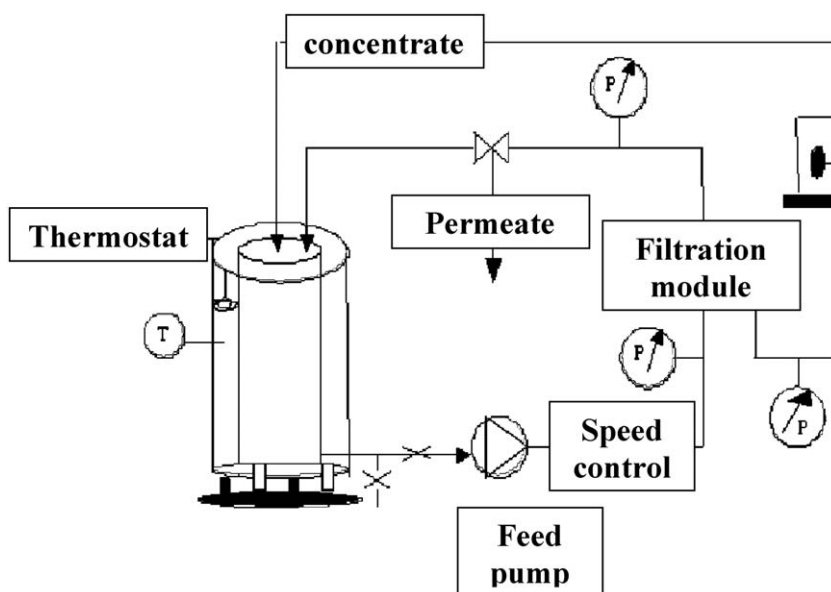 concentrate
P
Thermostat
Permeate
Filtration
module
T
P
P
Speed
control
Feed
pump